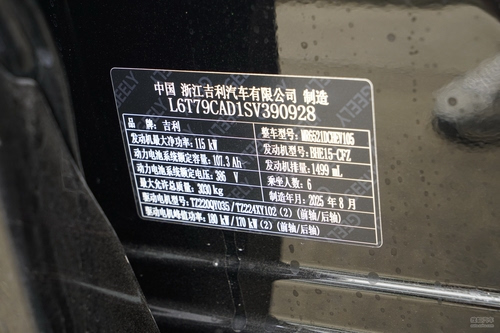 中国 浙江吉利汽车有限公司 制造
L6T79CAD1SV390928
品牌: 吉利
整车型号: MR6521DCHEV105
发动机最大净功率: 115 kW
发动机型号: BHE15-CFZ
动力电池系统额定容量: 107.3 Ah
发动机排量: 1499 mL
动力电池系统额定电压: 386 V
乘坐人数: 6
最大允许总质量: 3030 kg
制造年月: 2025 年 8 月
驱动电机型号: TZ220QY035/TZ224XY102 (2) (前轴/后轴)
驱动电机峰值功率: 180 kW/170 kW(2) (前轴/后轴)
GEELY